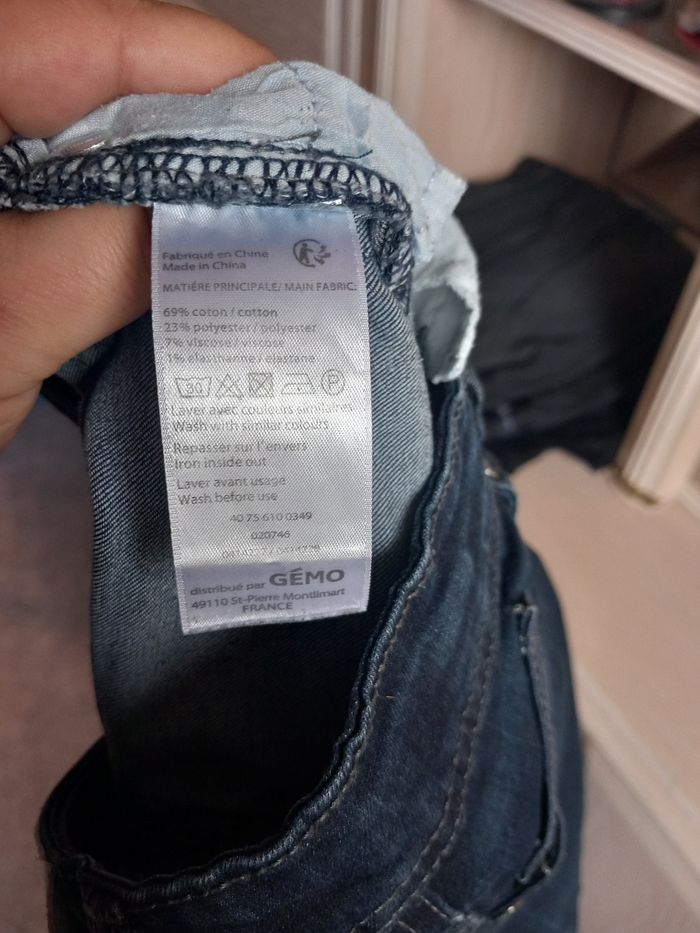 Fabriqué en Chine
Made in China
MATIÉRE PRINCIPALE/ MAIN FABRIC:
69% coton / cotton
23% polyester / polyester
7% viscose / viscose
1% elasthanne / elastane
30 P
Laver avec couleurs similaires
Wash with similar colours
Repasser sur l'envers
Iron inside out
Laver avant usage
Wash before use
40 75 610 0349
020746
distribué par GÉMO
49110 St-Pierre Montlimart
FRANCE